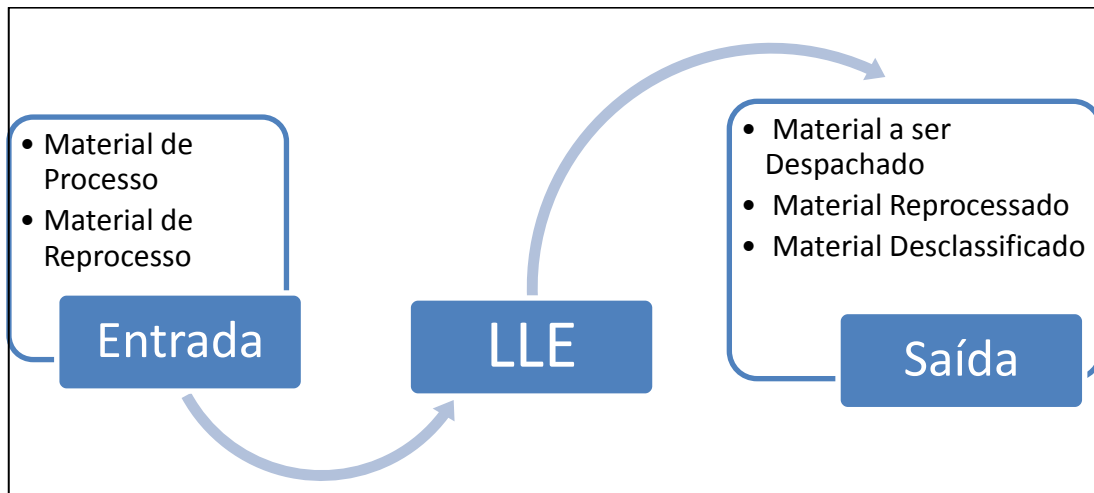 • Material de
Processo
• Material de
Reprocesso
Entrada
LLE
• Material a ser
Despachado
• Material Reprocessado
• Material Desclassificado
Saída